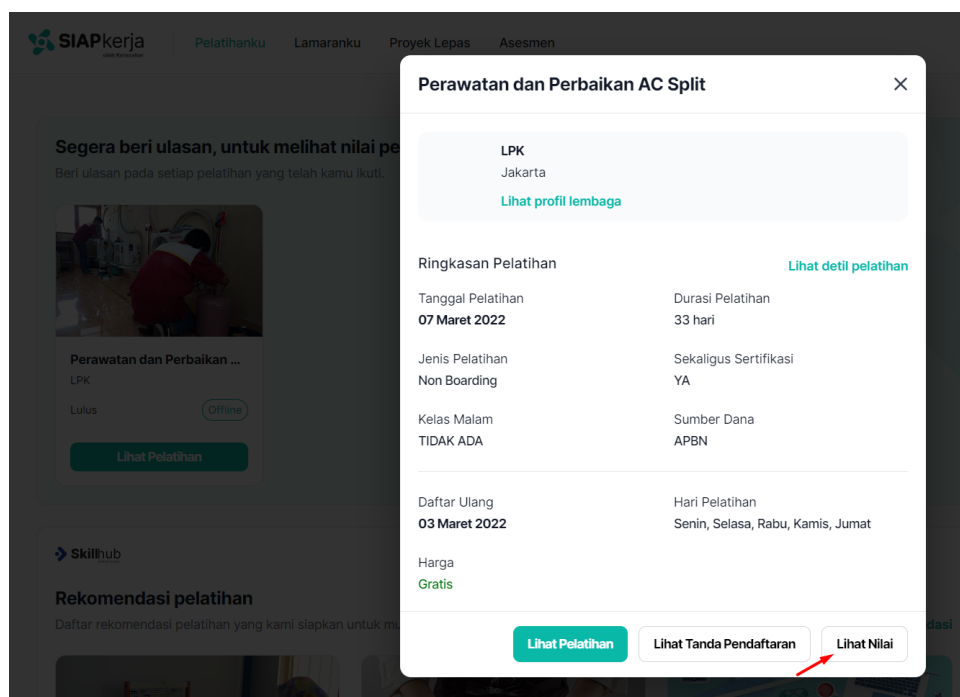 SIAPkerja
Pelatihanku Lamaranku Proyek Lepas Asesmen
Perawatan dan Perbaikan AC Split
Segera beri ulasan, untuk melihat nilai pe
Beri ulasan pada setiap pelatihan yang telah kamu ikuti.
Perawatan dan Perbaikan ...
LPK
Lulus Offline
Lihat Pelatihan
LPK
Jakarta
Lihat profil lembaga
Ringkasan Pelatihan Lihat detil pelatihan
Tanggal Pelatihan Durasi Pelatihan
07 Maret 2022 33 hari
Jenis Pelatihan Sekaligus Sertifikasi
Non Boarding YA
Kelas Malam Sumber Dana
TIDAK ADA APBN
Daftar Ulang Hari Pelatihan
03 Maret 2022 Senin, Selasa, Rabu, Kamis, Jumat
Harga
Gratis
Lihat Pelatihan Lihat Tanda Pendaftaran Lihat Nilai
Skillhub
Rekomendasi pelatihan
Daftar rekomendasi pelatihan yang kami siapkan untuk mu
dasi